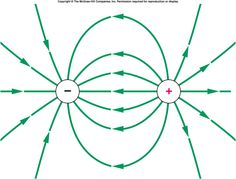 Copyright © The McGraw-Hill Companies, Inc. Permission required for reproduction or display.
− +